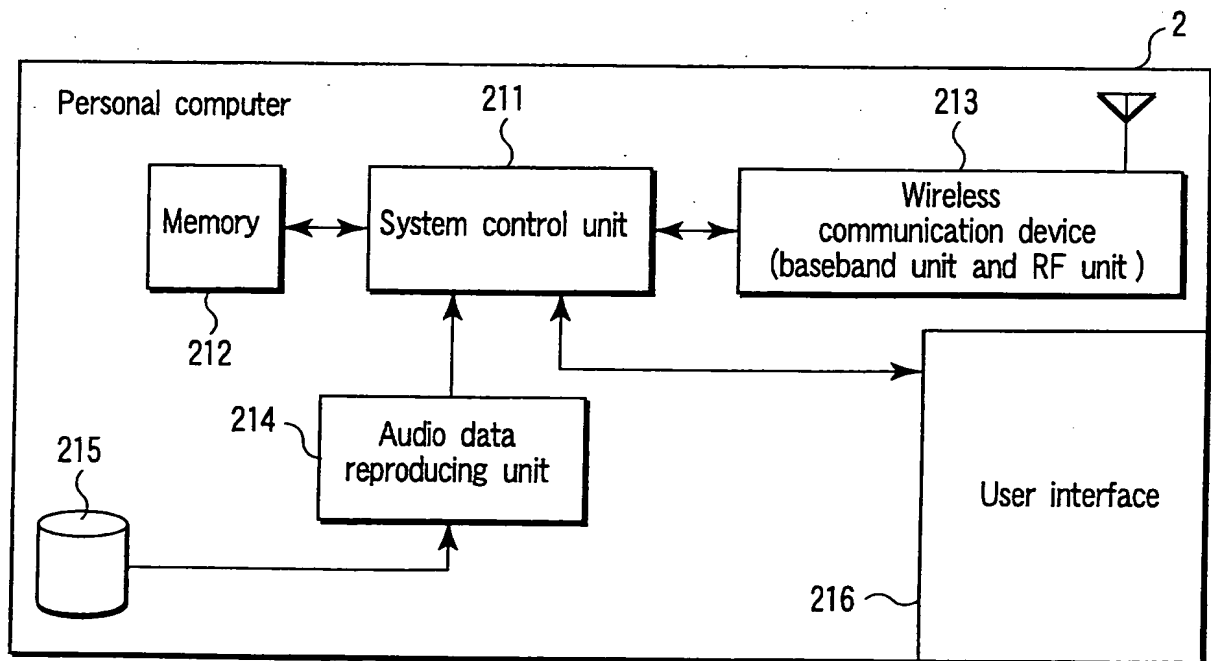 2
Personal computer
211
213
Memory
System control unit
Wireless
communication device
(baseband unit and RF unit)
212
214
Audio data
reproducing unit
215
User interface
216